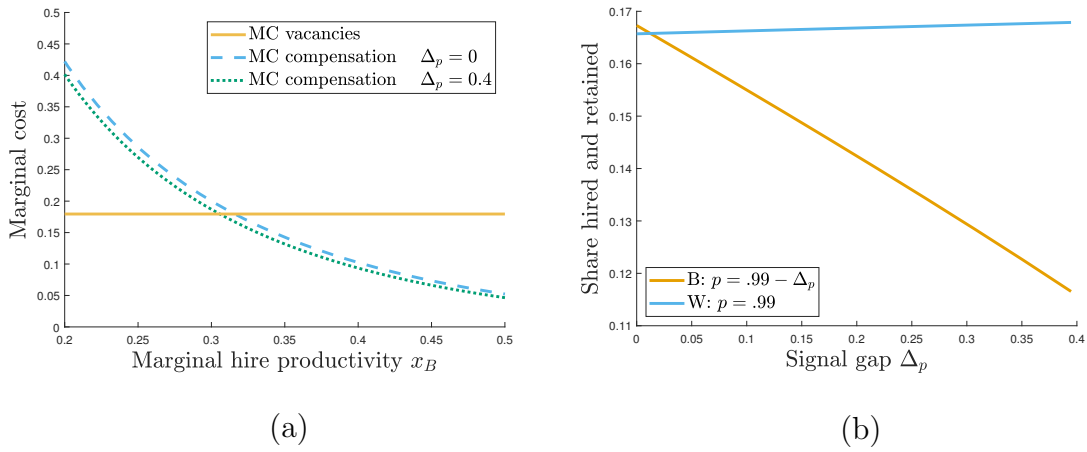 0.5
0.45
0.4
0.35
0.3
0.25
0.2
0.15
0.1
0.05
0
Marginal cost
MC vacancies
MC compensation Δ_p = 0
MC compensation Δ_p = 0.4
0.2 0.25 0.3 0.35 0.4 0.45 0.5
Marginal hire productivity x_B
(a)
0.17
0.16
0.15
0.14
0.13
0.12
0.11
Share hired and retained
B: p = .99 − Δ_p
W: p = .99
0 0.05 0.1 0.15 0.2 0.25 0.3 0.35 0.4
Signal gap Δ_p
(b)